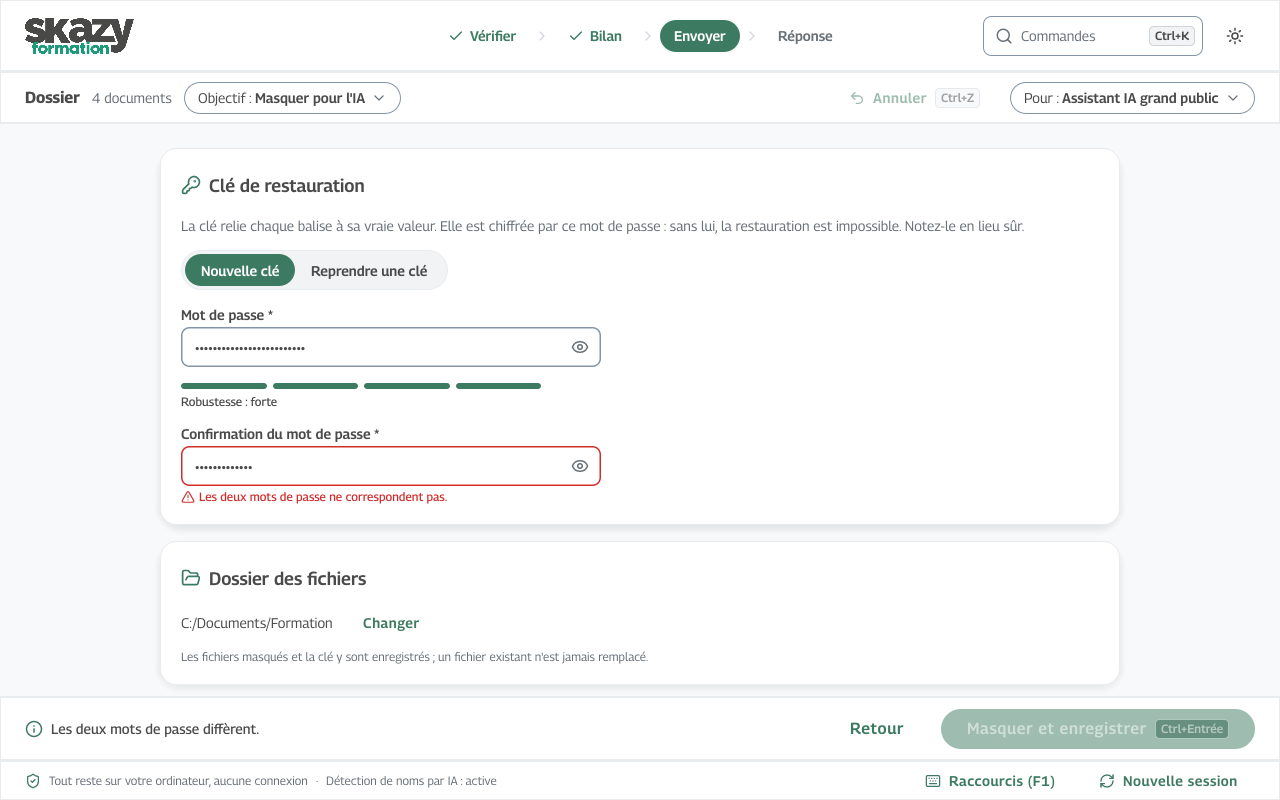 skazy
formation
Vérifier
Bilan
Envoyer
Réponse
Commandes
Ctrl+K
Dossier
4 documents
Objectif : Masquer pour l'IA
Annuler
Ctrl+Z
Pour : Assistant IA grand public
Clé de restauration
La clé relie chaque balise à sa vraie valeur. Elle est chiffrée par ce mot de passe : sans lui, la restauration est impossible. Notez-le en lieu sûr.
Nouvelle clé
Reprendre une clé
Mot de passe *
•••••••••••••••••••••••••
Robustesse : forte
Confirmation du mot de passe *
•••••••••••••
Les deux mots de passe ne correspondent pas.
Dossier des fichiers
C:/Documents/Formation
Changer
Les fichiers masqués et la clé y sont enregistrés ; un fichier existant n'est jamais remplacé.
Les deux mots de passe diffèrent.
Retour
Masquer et enregistrer
Ctrl+Entrée
Tout reste sur votre ordinateur, aucune connexion · Détection de noms par IA : active
Raccourcis (F1)
Nouvelle session